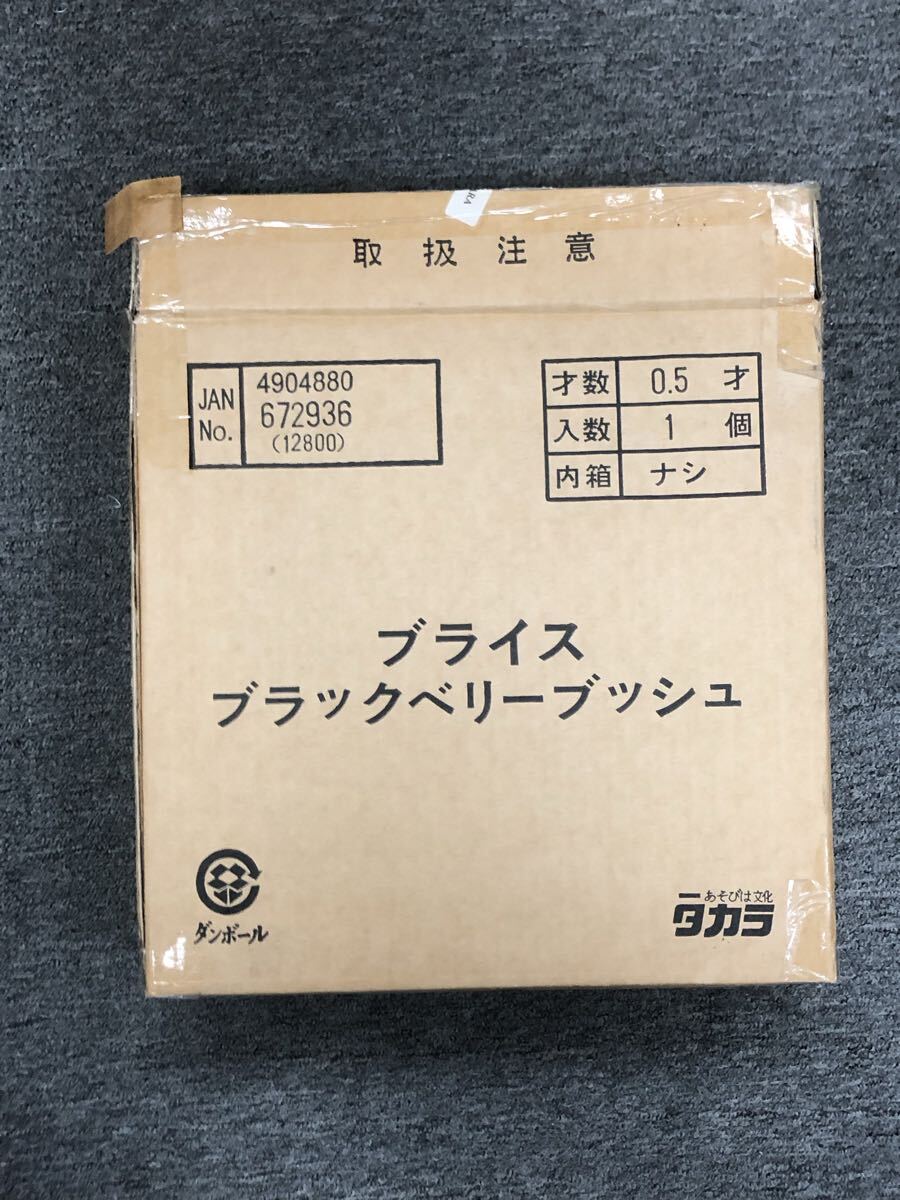 RA
取扱注意
JAN No. 4904880
672936
(12800)
才数 0.5 才
入数 1 個
内箱 ナシ
ブライス
ブラックベリーブッシュ
ダンボール
あそびは文化
タカラ